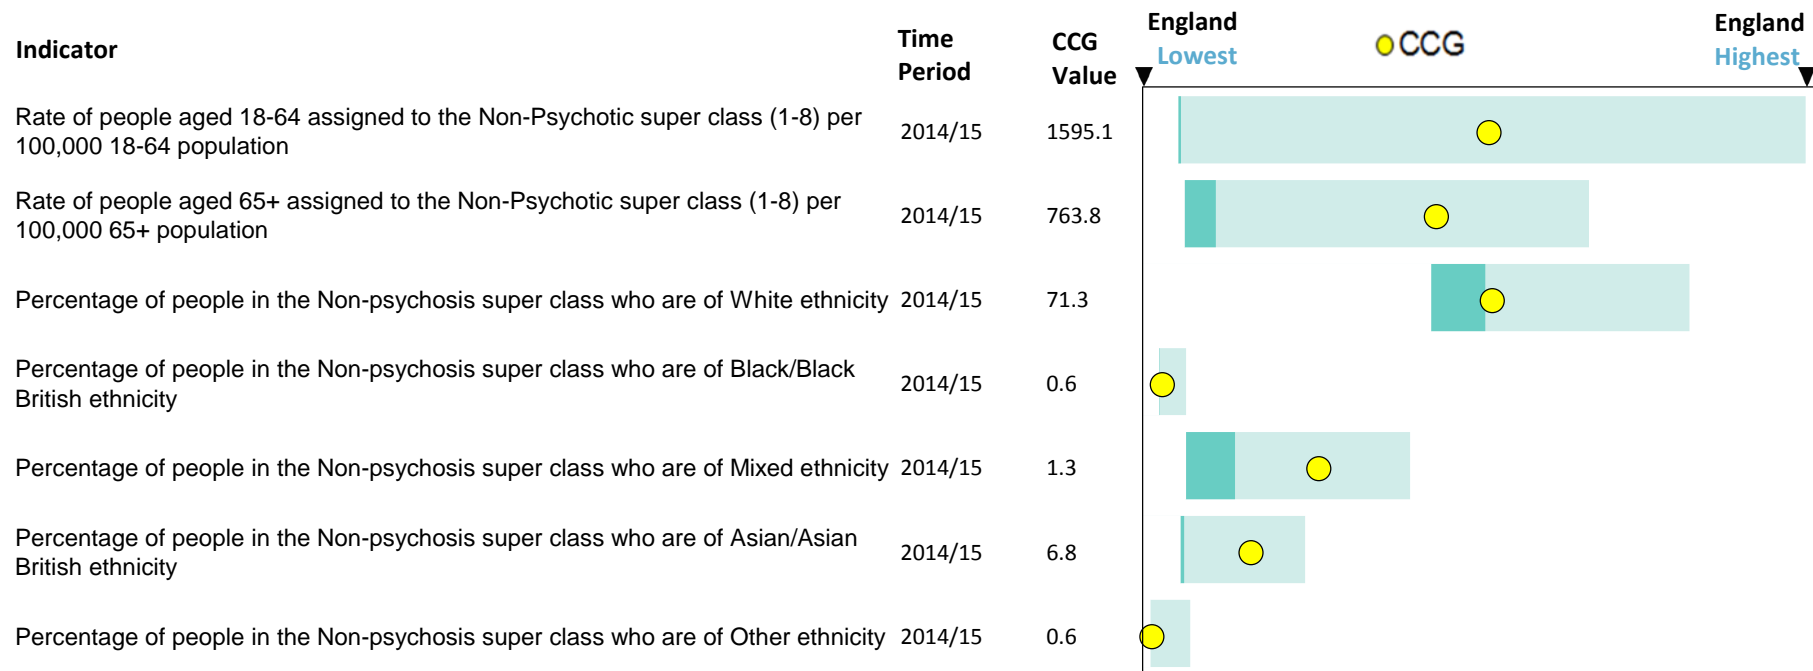 Indicator
Time
Period
CCG
Value
England
Lowest
CCG
England
Highest
Rate of people aged 18-64 assigned to the Non-Psychotic super class (1-8) per
100,000 18-64 population
2014/15
1595.1
Rate of people aged 65+ assigned to the Non-Psychotic super class (1-8) per
100,000 65+ population
2014/15
763.8
Percentage of people in the Non-psychosis super class who are of White ethnicity
2014/15
71.3
Percentage of people in the Non-psychosis super class who are of Black/Black
British ethnicity
2014/15
0.6
Percentage of people in the Non-psychosis super class who are of Mixed ethnicity
2014/15
1.3
Percentage of people in the Non-psychosis super class who are of Asian/Asian
British ethnicity
2014/15
6.8
Percentage of people in the Non-psychosis super class who are of Other ethnicity
2014/15
0.6